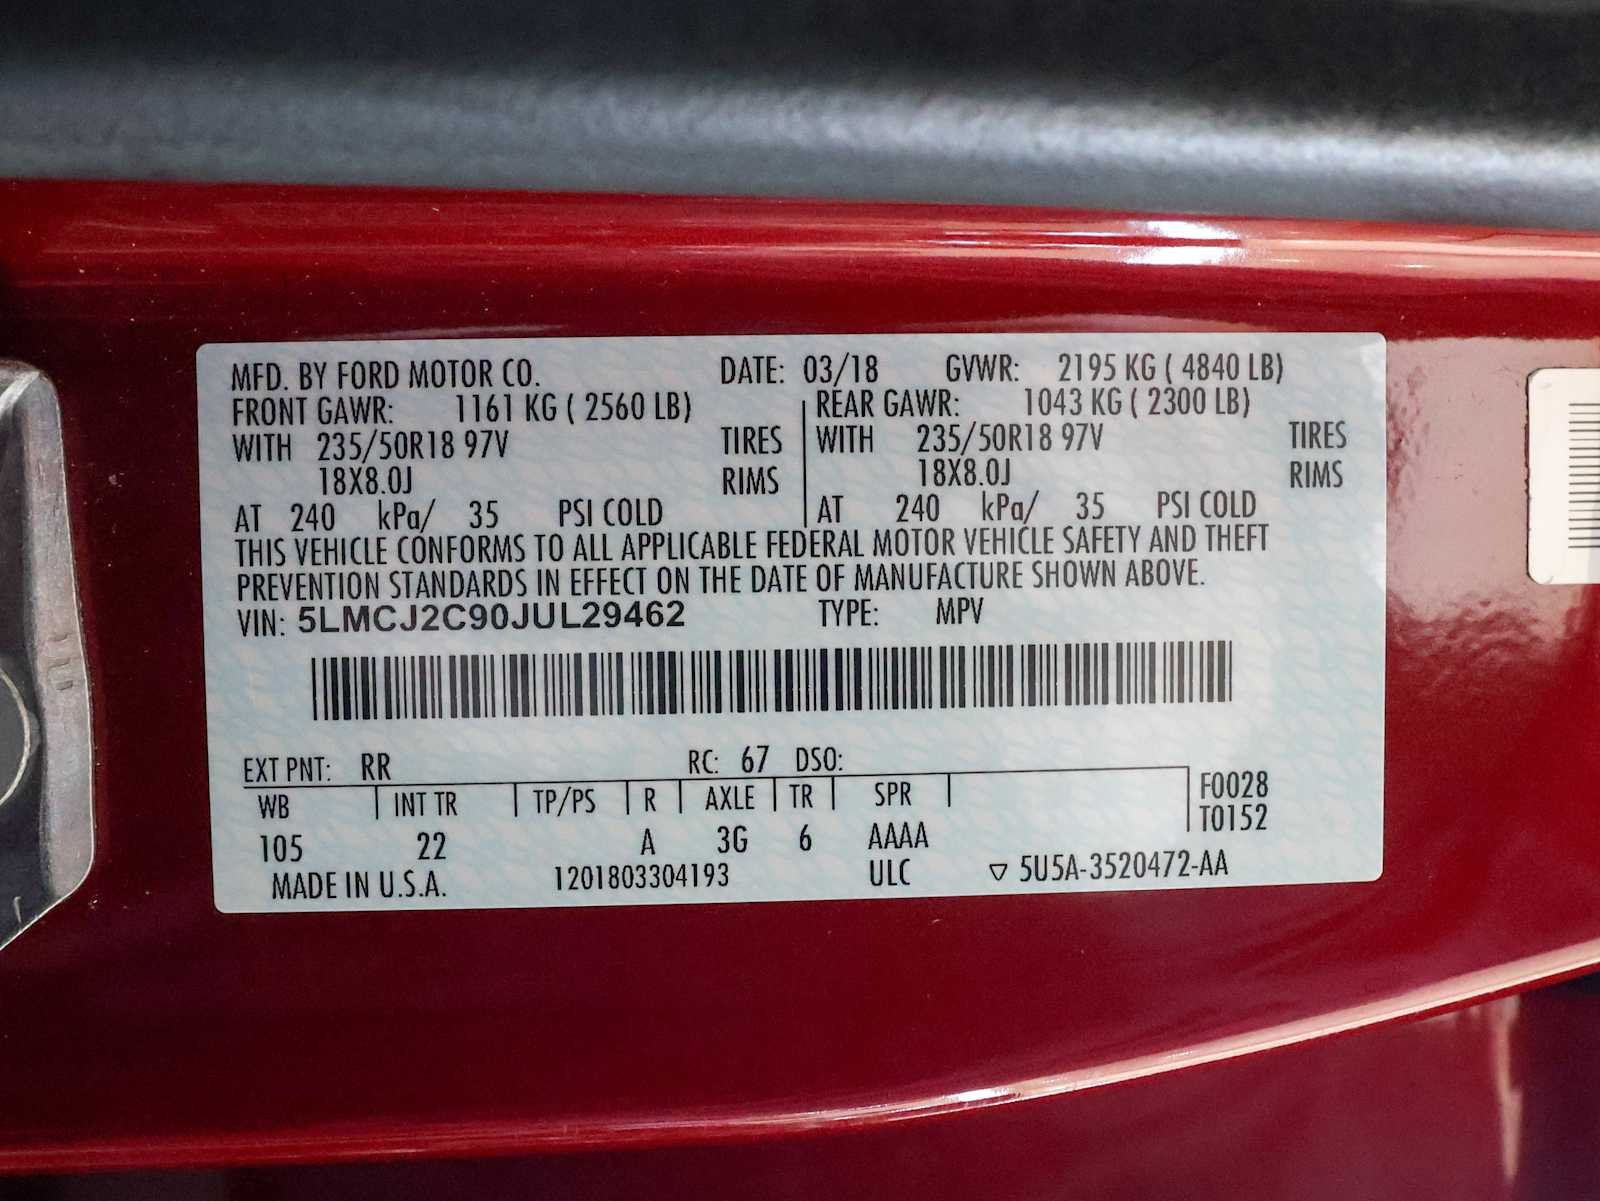 MFD. BY FORD MOTOR CO. DATE: 03/18 GVWR: 2195 KG ( 4840 LB)
FRONT GAWR: 1161 KG ( 2560 LB) REAR GAWR: 1043 KG ( 2300 LB)
WITH 235/50R18 97V TIRES WITH 235/50R18 97V TIRES
18X8.0J RIMS 18X8.0J RIMS
AT 240 kPa/ 35 PSI COLD AT 240 kPa/ 35 PSI COLD
THIS VEHICLE CONFORMS TO ALL APPLICABLE FEDERAL MOTOR VEHICLE SAFETY AND THEFT
PREVENTION STANDARDS IN EFFECT ON THE DATE OF MANUFACTURE SHOWN ABOVE.
VIN: 5LMCJ2C90JUL29462 TYPE: MPV
EXT PNT: RR RC: 67 DSO:
WB INT TR TP/PS R AXLE TR SPR F0028
T0152
105 22 A 3G 6 AAAA
MADE IN U.S.A. 1201803304193 ULC ▽ 5U5A-3520472-AA